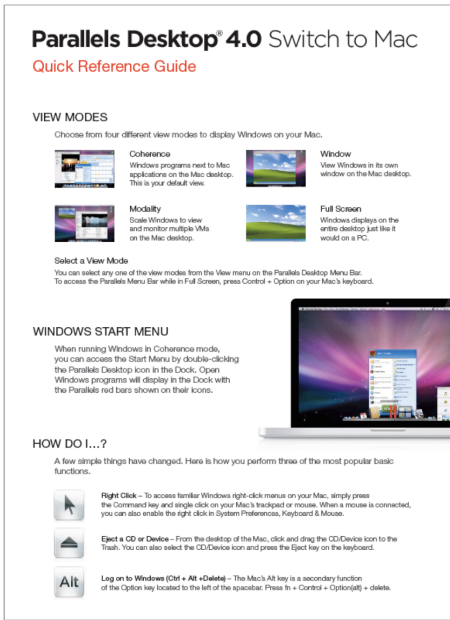 Parallels Desktop® 4.0 Switch to Mac
Quick Reference Guide
VIEW MODES
Choose from four different view modes to display Windows on your Mac.
Coherence
Windows programs next to Mac
applications on the Mac desktop.
This is your default view.
Window
View Windows in its own
window on the Mac desktop.
Modality
Scale Windows to view
and monitor multiple VMs
on the Mac desktop.
Full Screen
Windows displays on the
entire desktop just like it
would on a PC.
Select a View Mode
You can select any one of the view modes from the View menu on the Parallels Desktop Menu Bar.
To access the Parallels Menu Bar while in Full Screen, press Control + Option on your Mac's keyboard.
WINDOWS START MENU
When running Windows in Coherence mode,
you can access the Start Menu by double-clicking
the Parallels Desktop icon in the Dock. Open
Windows programs will display in the Dock with
the Parallels red bars shown on their icons.
HOW DO I...?
A few simple things have changed. Here is how you perform three of the most popular basic
functions.
Right Click – To access familiar Windows right-click menus on your Mac, simply press
the Command key and single click on your Mac's trackpad or mouse. When a mouse is connected,
you can also enable the right click in System Preferences, Keyboard & Mouse.
Eject a CD or Device – From the desktop of the Mac, click and drag the CD/Device icon to the
Trash. You can also select the CD/Device icon and press the Eject key on the keyboard.
Alt
Log on to Windows (Ctrl + Alt +Delete) – The Mac's Alt key is a secondary function
of the Option key located to the left of the spacebar. Press fn + Control + Option(alt) + delete.